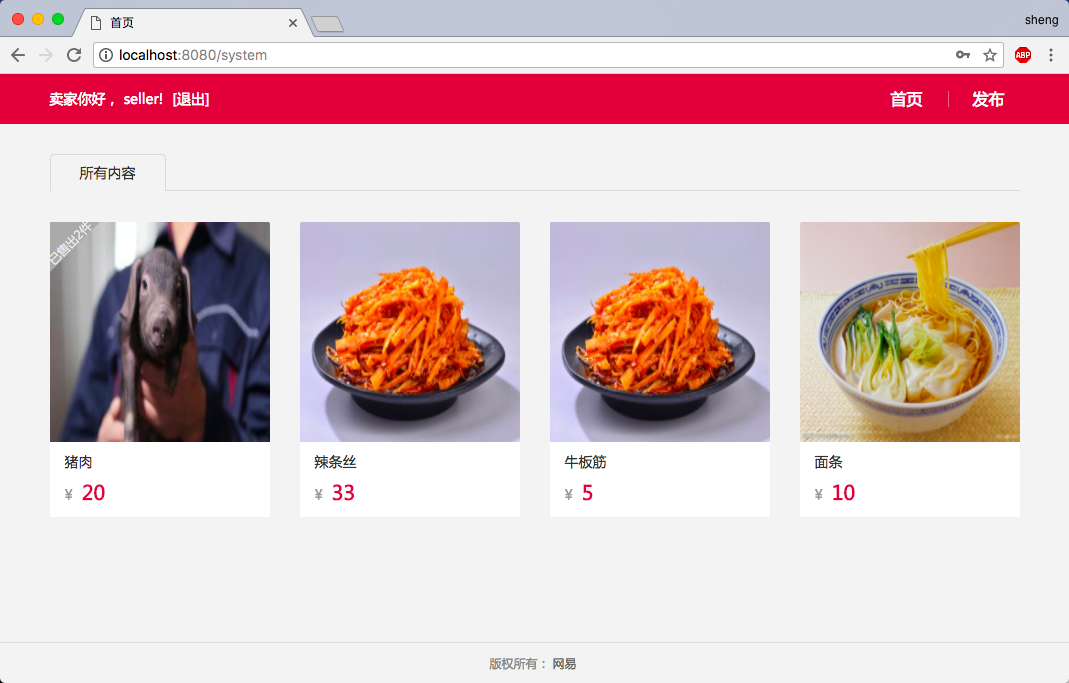 首页
sheng
localhost:8080/system
ABP
卖家你好， seller! [退出]
首页
发布
所有内容
已售出2件
猪肉
¥ 20
辣条丝
¥ 33
牛板筋
¥ 5
面条
¥ 10
版权所有： 网易